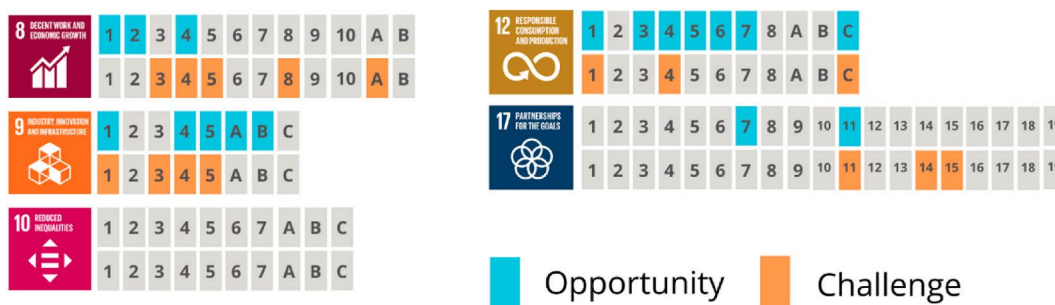 8 DECENT WORK AND
ECONOMIC GROWTH
1 2 3 4 5 6 7 8 9 10 A B
1 2 3 4 5 6 7 8 9 10 A B
9 INDUSTRY, INNOVATION
AND INFRASTRUCTURE
1 2 3 4 5 A B C
1 2 3 4 5 A B C
10 REDUCED
INEQUALITIES
1 2 3 4 5 6 7 A B C
1 2 3 4 5 6 7 A B C
12 RESPONSIBLE
CONSUMPTION
AND PRODUCTION
1 2 3 4 5 6 7 8 A B C
1 2 3 4 5 6 7 8 A B C
17 PARTNERSHIPS
FOR THE GOALS
1 2 3 4 5 6 7 8 9 10 11 12 13 14 15 16 17 18
1 2 3 4 5 6 7 8 9 10 11 12 13 14 15 16 17 18
Opportunity Challenge